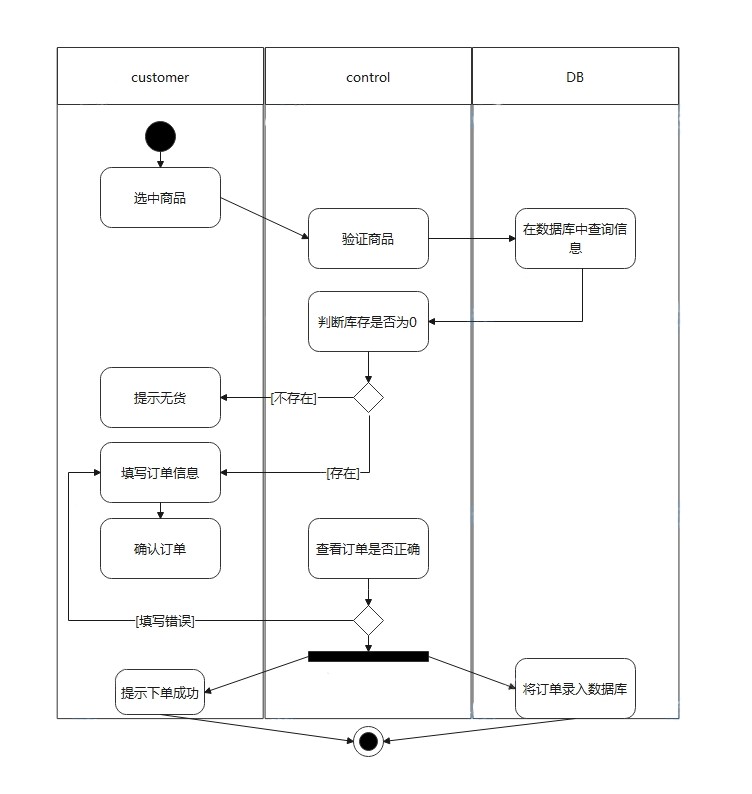 customer
control
DB
选中商品
验证商品
在数据库中查询信
息
判断库存是否为0
提示无货
[不存在]
填写订单信息
[存在]
确认订单
查看订单是否正确
[填写错误]
提示下单成功
将订单录入数据库